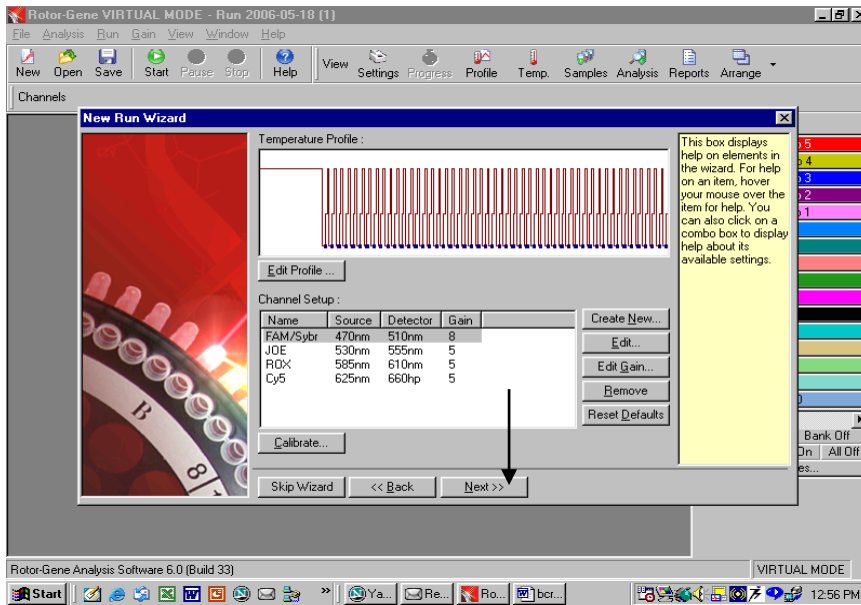 Rotor-Gene VIRTUAL MODE - Run 2006-05-18 (1)
File Analysis Run Gain View Window Help
New Open Save Start Pause Stop Help View Settings Progress Profile Temp. Samples Analysis Reports Arrange
Channels
New Run Wizard
Temperature Profile :
Edit Profile ...
Channel Setup :
Name Source Detector Gain
FAM/Sybr 470nm 510nm 8
JOE 530nm 555nm 5
ROX 585nm 610nm 5
Cy5 625nm 660hp 5
Create New...
Edit...
Edit Gain...
Remove
Reset Defaults
Calibrate...
Skip Wizard << Back Next >>
This box displays
help on elements in
the wizard. For help
on an item, hover
your mouse over the
item for help. You
can also click on a
combo box to display
help about its
available settings.
B
8
5
4
3
2
1
Bank Off
On All Off
es...
Rotor-Gene Analysis Software 6.0 (Build 33) VIRTUAL MODE
Start » Ya... Re... Ro... bcr... 12:56 PM